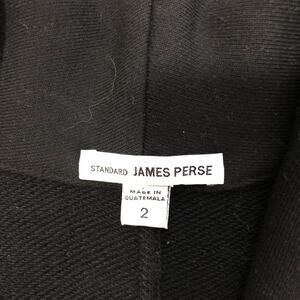 STANDARD JAMES PERSE
MADE IN
GUATEMALA
2